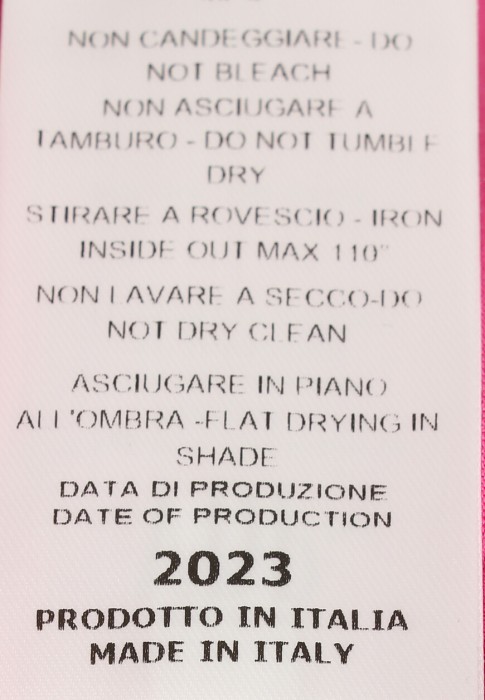 NON CANDEGGIARE - DO
NOT BLEACH
NON ASCIUGARE A
TAMBURO - DO NOT TUMBLE
DRY
STIRARE A ROVESCIO - IRON
INSIDE OUT MAX 110°
NON LAVARE A SECCO-DO
NOT DRY CLEAN
ASCIUGARE IN PIANO
ALL'OMBRA -FLAT DRYING IN
SHADE
DATA DI PRODUZIONE
DATE OF PRODUCTION
2023
PRODOTTO IN ITALIA
MADE IN ITALY